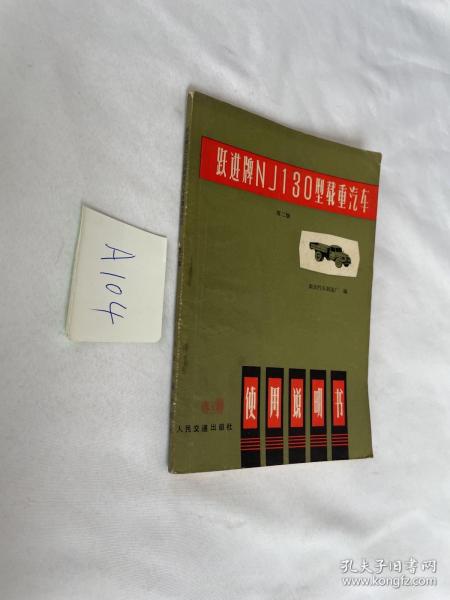 A104
跃进牌NJ130型载重汽车
第二版
南京汽车制造厂 编
使用说明书
人民交通出版社
孔夫子旧书网
kongfz.com